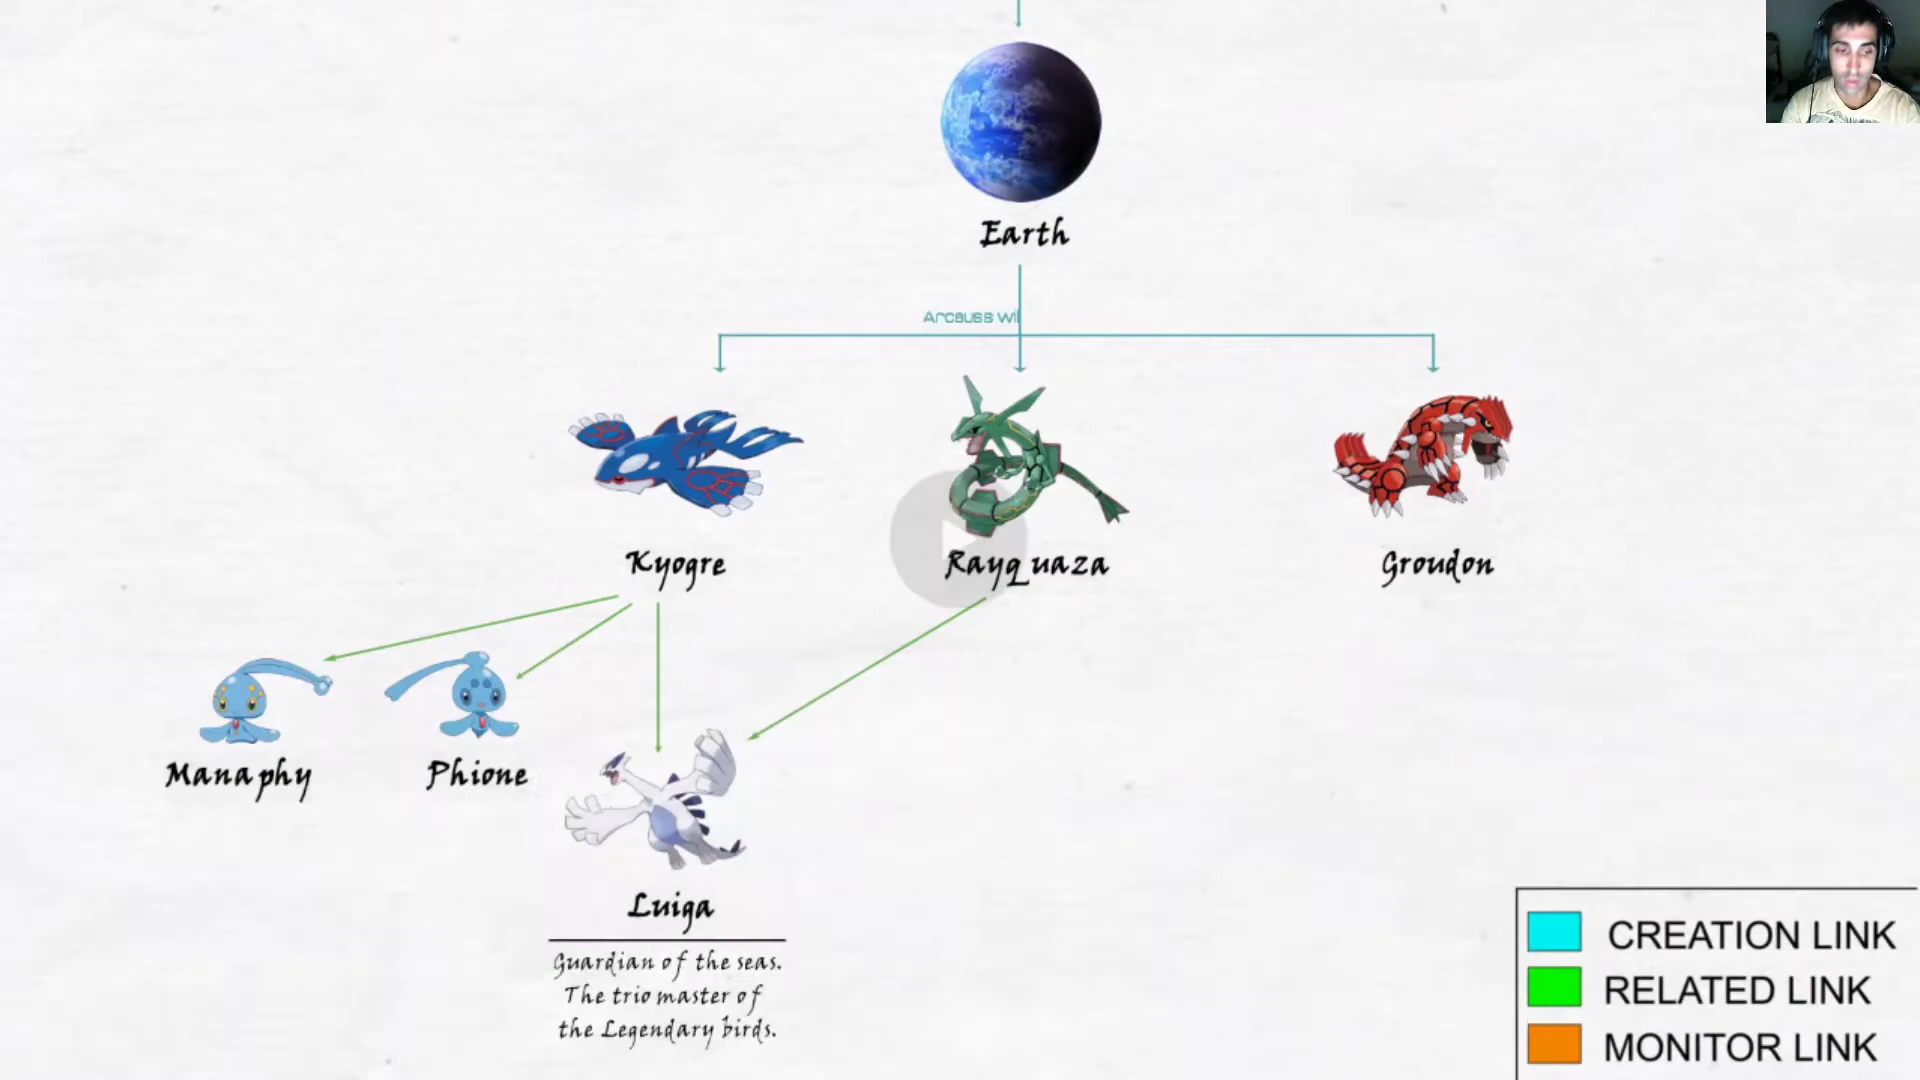 Earth
Arceuss wil
Kyogre
Rayquaza
Groudon
Manaphy
Phione
Luiga
Guardian of the seas.
The trio master of
the Legendary birds.
CREATION LINK
RELATED LINK
MONITOR LINK